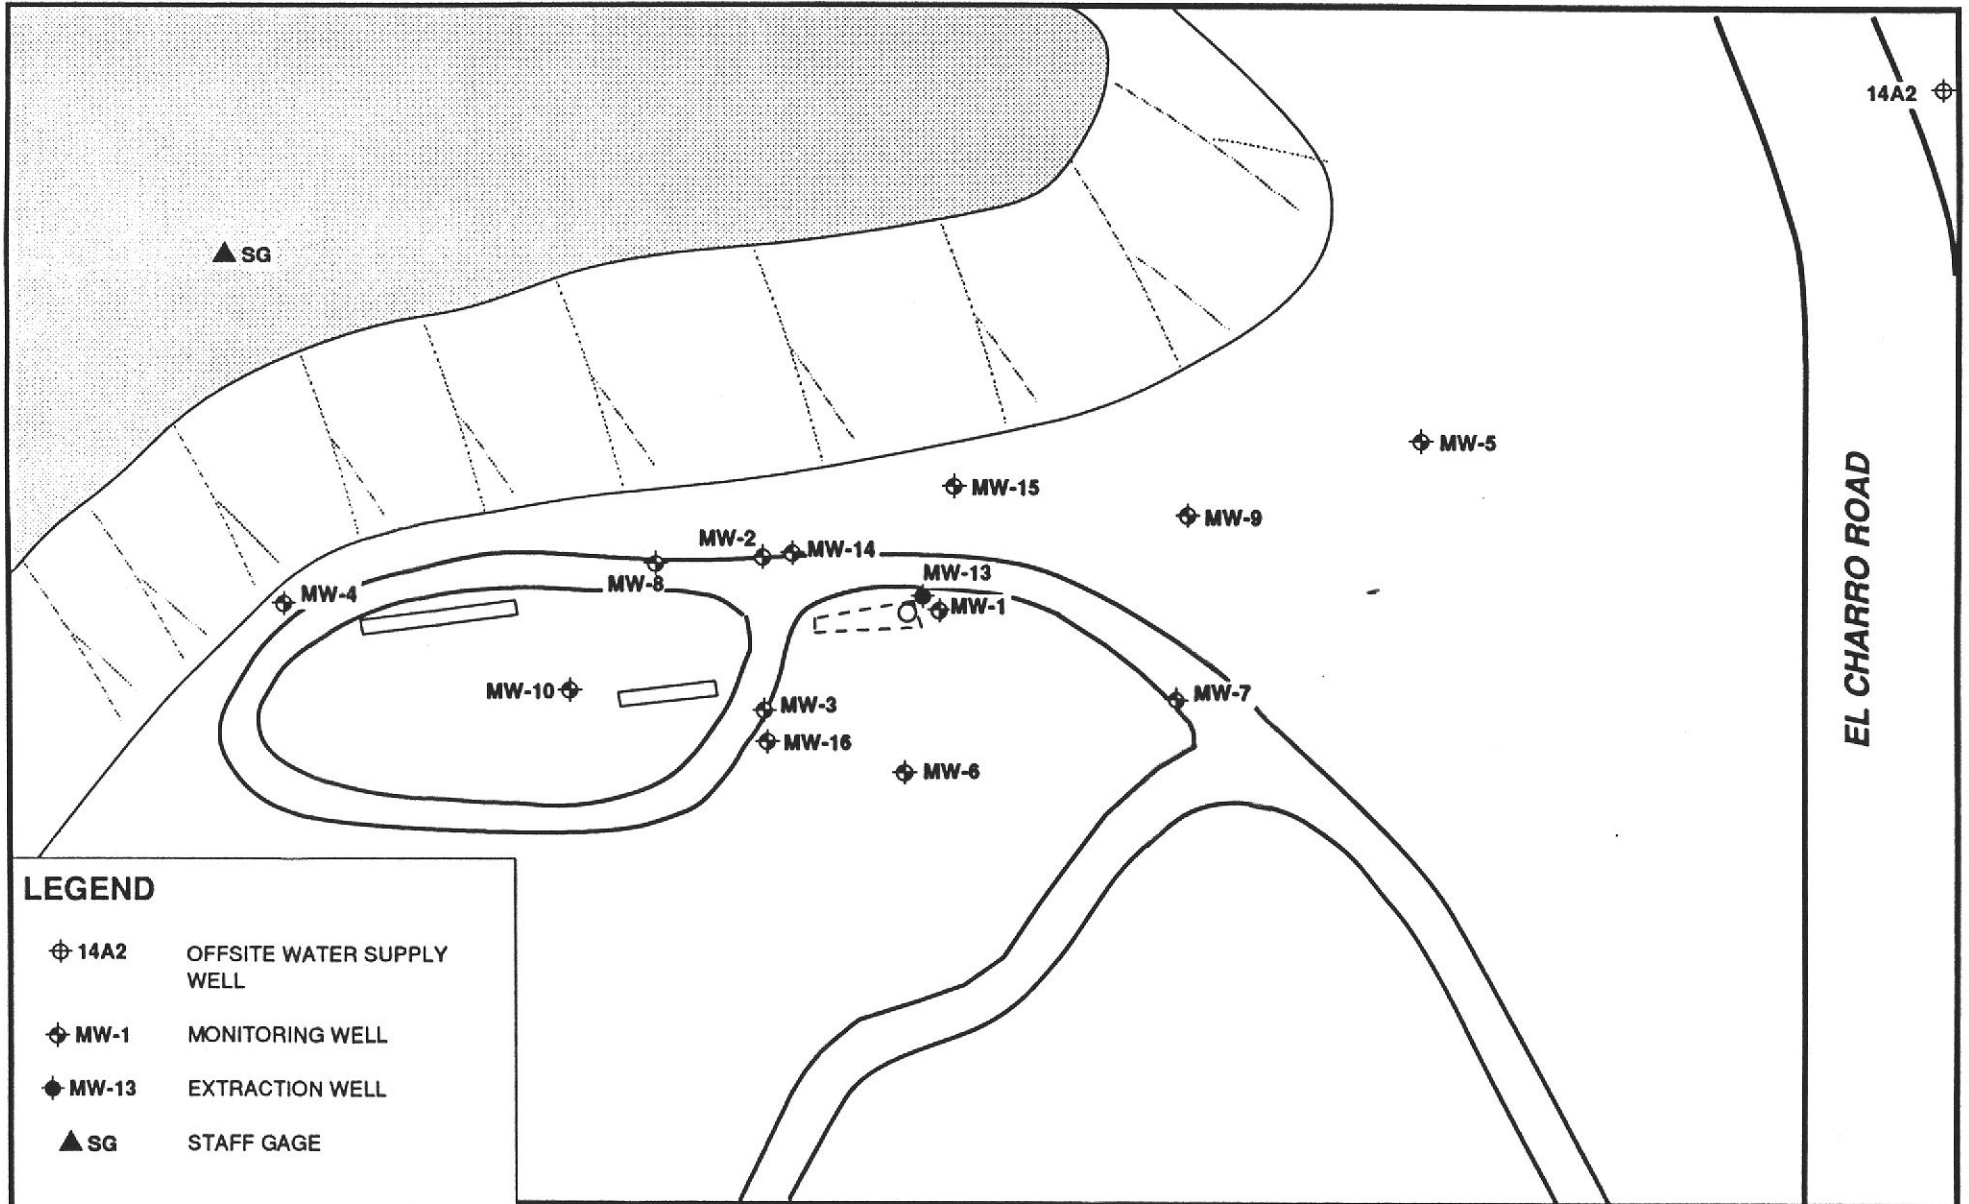 14A2
SG
MW-5
MW-15
MW-9
MW-2
MW-14
MW-13
MW-8
MW-4
MW-1
MW-10
MW-7
MW-3
MW-16
MW-6
EL CHARRO ROAD
LEGEND
14A2 OFFSITE WATER SUPPLY
WELL
MW-1 MONITORING WELL
MW-13 EXTRACTION WELL
SG STAFF GAGE